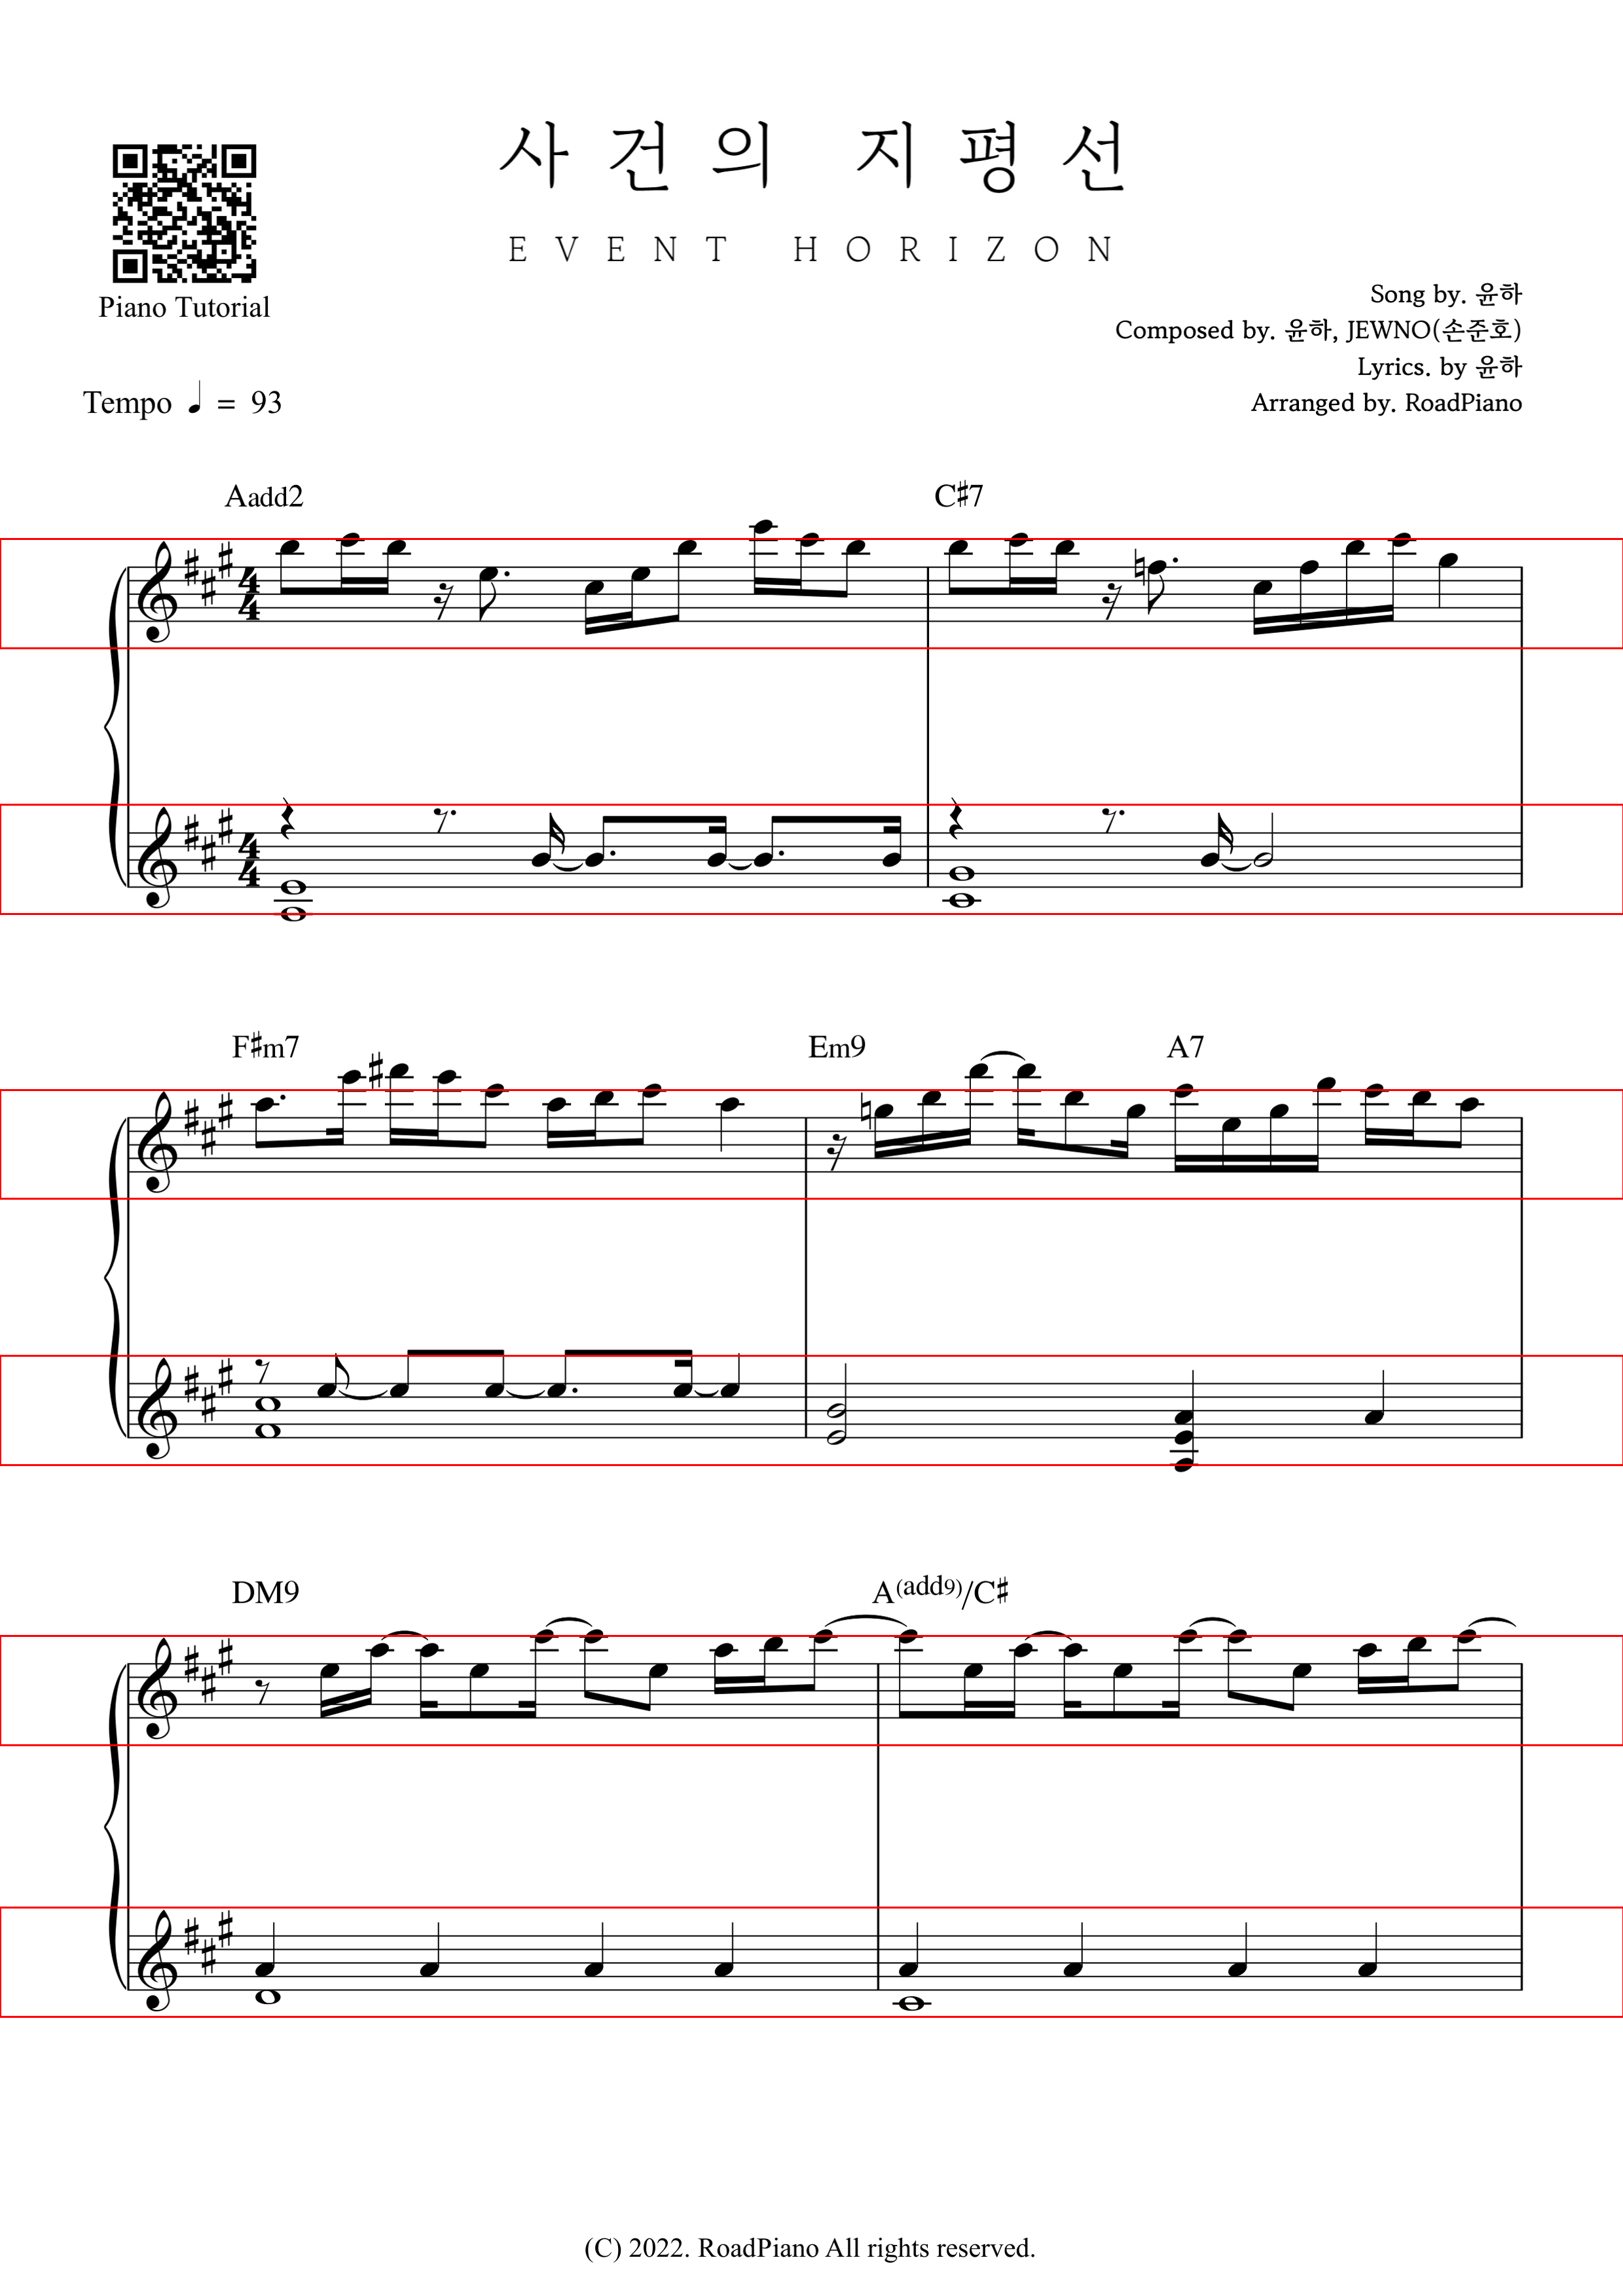 사건의 지평선
EVENT HORIZON
Piano Tutorial
Song by. 윤하
Composed by. 윤하, JEWNO(손준호)
Lyrics. by 윤하
Arranged by. RoadPiano
Tempo ♩ = 93
Aadd2 C♯7
4/4
4/4
F♯m7 Em9 A7
DM9 A(add9)/C♯
(C) 2022. RoadPiano All rights reserved.